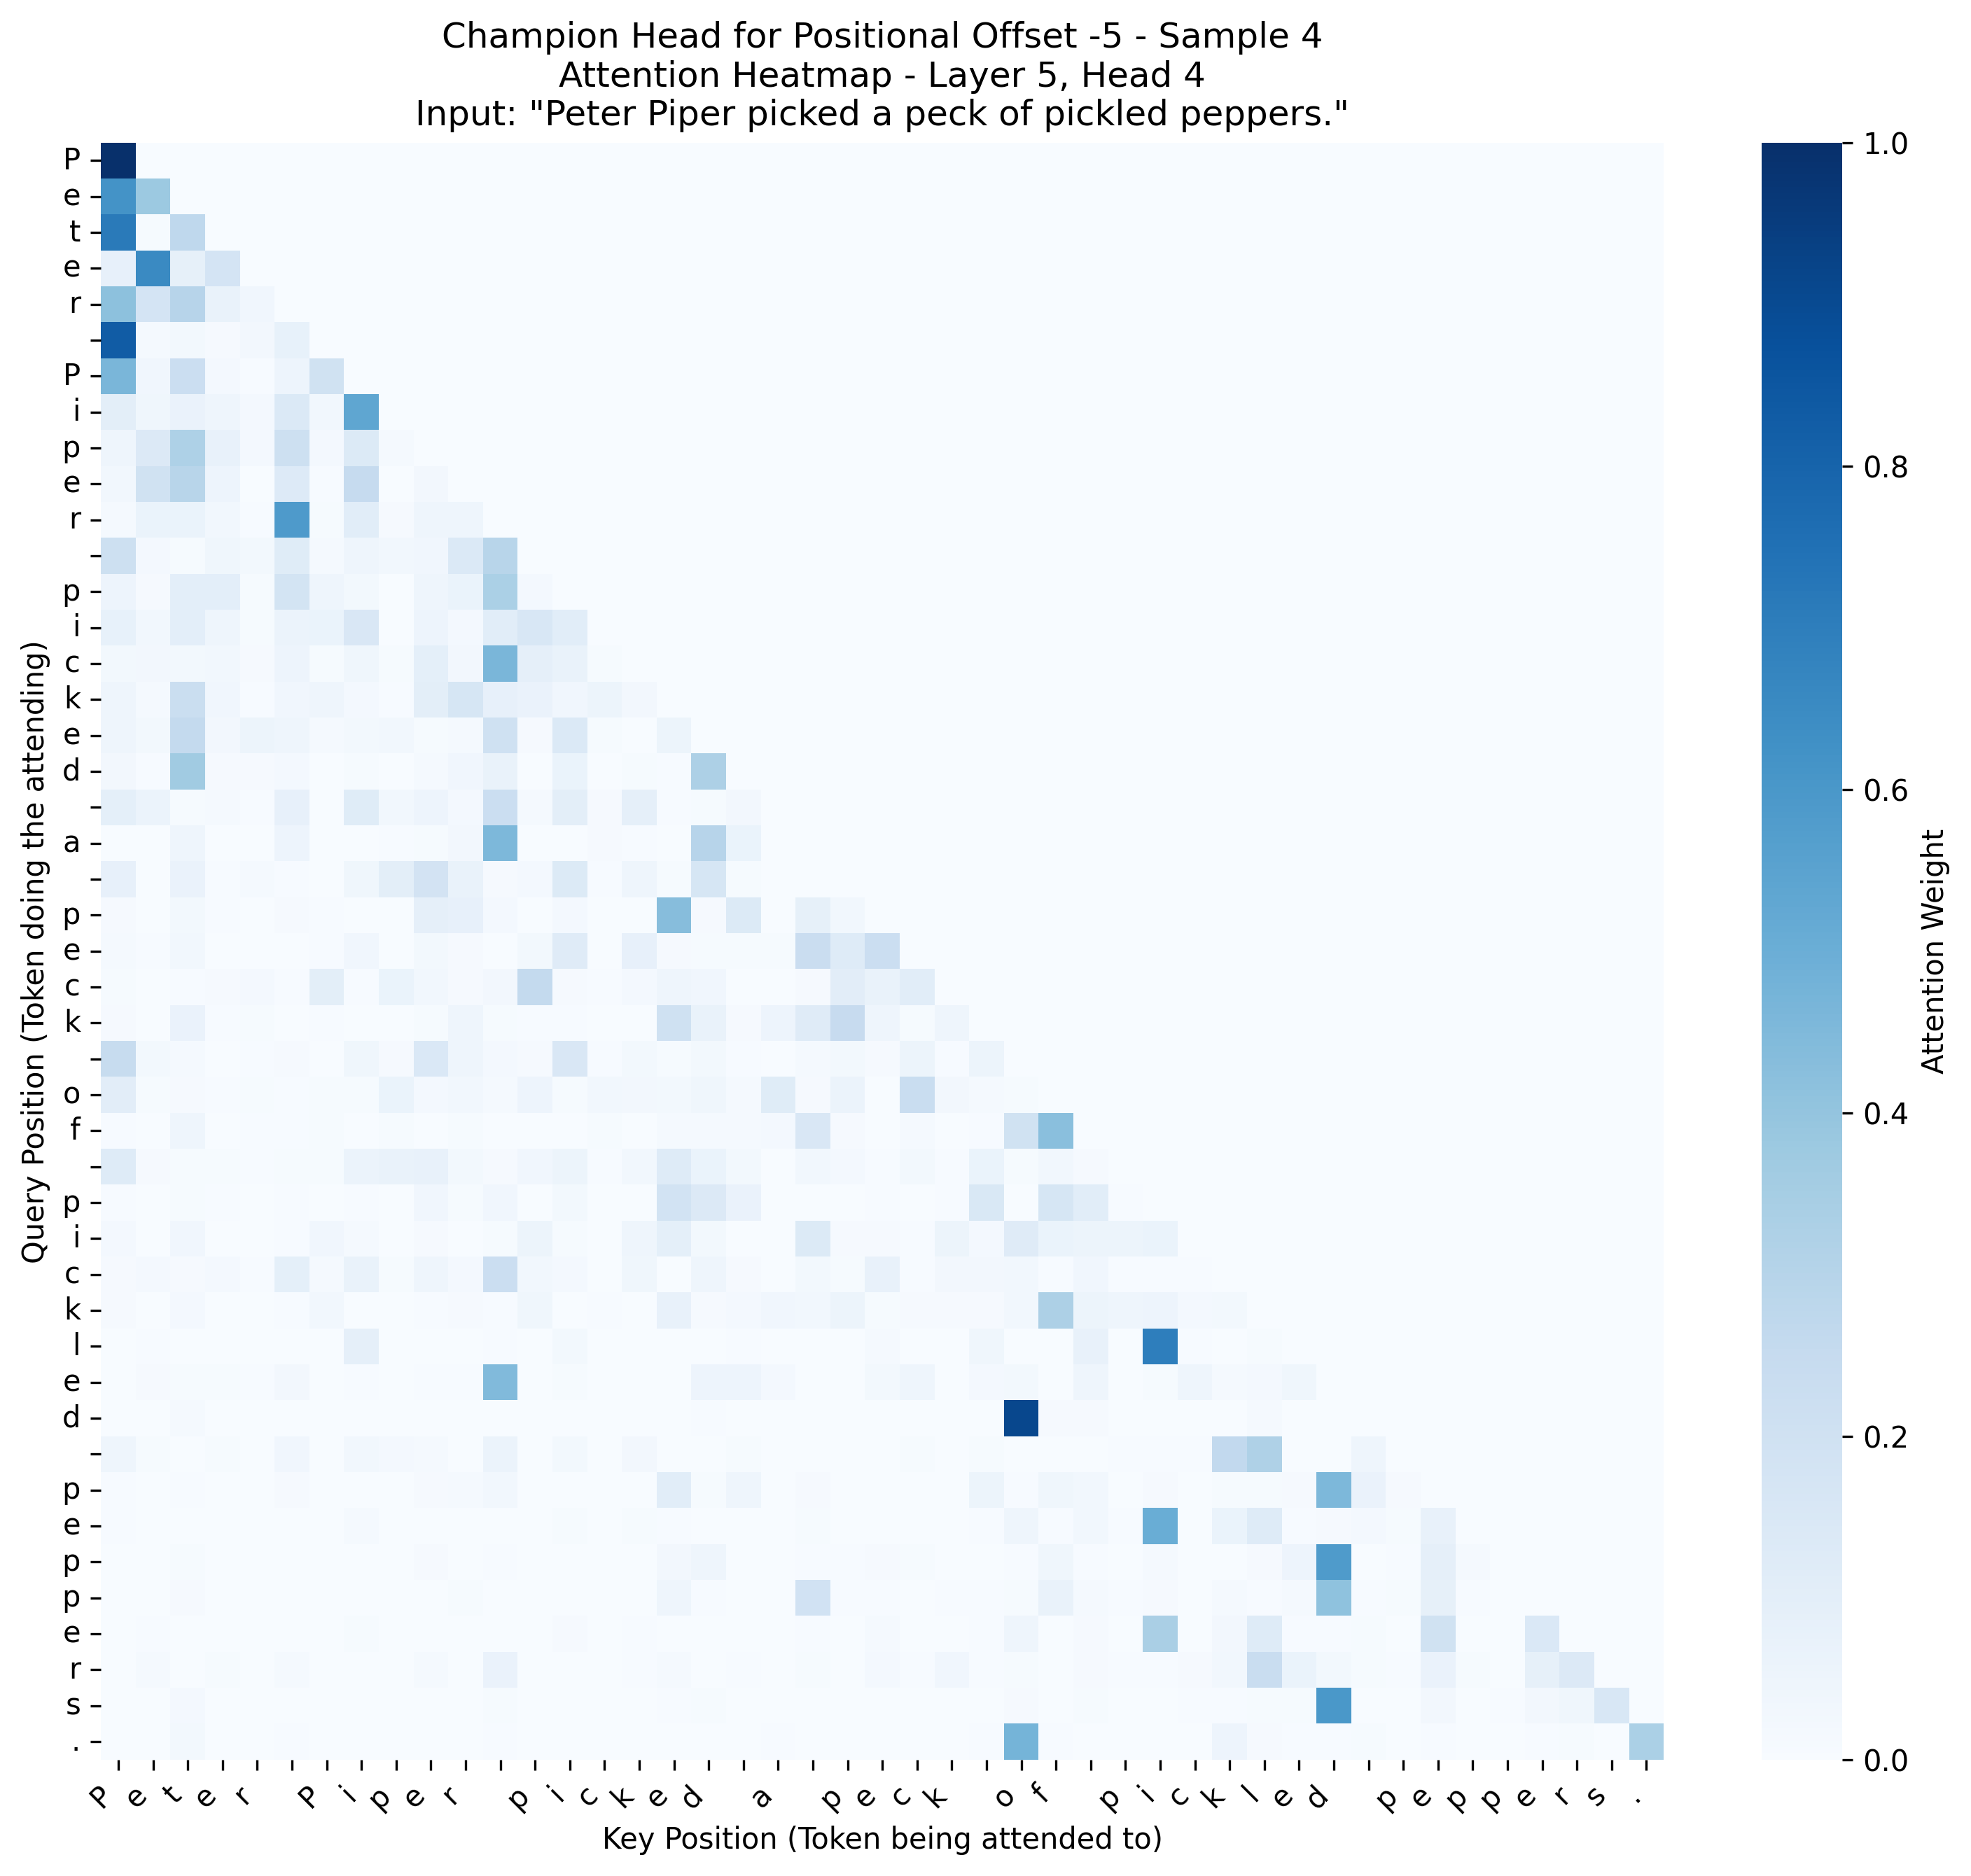 Champion Head for Positional Offset -5 - Sample 4
Attention Heatmap - Layer 5, Head 4
Input: "Peter Piper picked a peck of pickled peppers."
P
e
t
e
r
P
i
p
e
r
p
i
c
k
e
d
a
p
e
c
k
o
f
p
i
c
k
l
e
d
p
e
p
p
e
r
s
.
Query Position (Token doing the attending)
P e t e r P i p e r p i c k e d a p e c k o f p i c k l e d p e p p e r s .
Key Position (Token being attended to)
1.0
0.8
0.6
0.4
0.2
0.0
Attention Weight